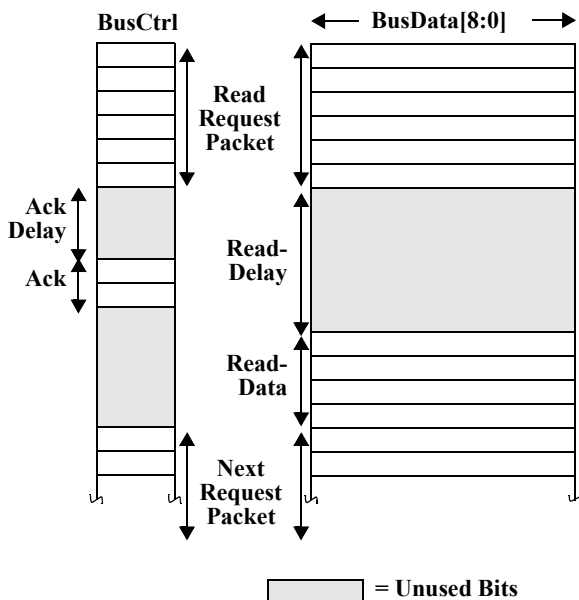 BusCtrl
BusData[8:0]
Read
Request
Packet
Ack
Delay
Read-
Delay
Ack
Read-
Data
Next
Request
Packet
= Unused Bits